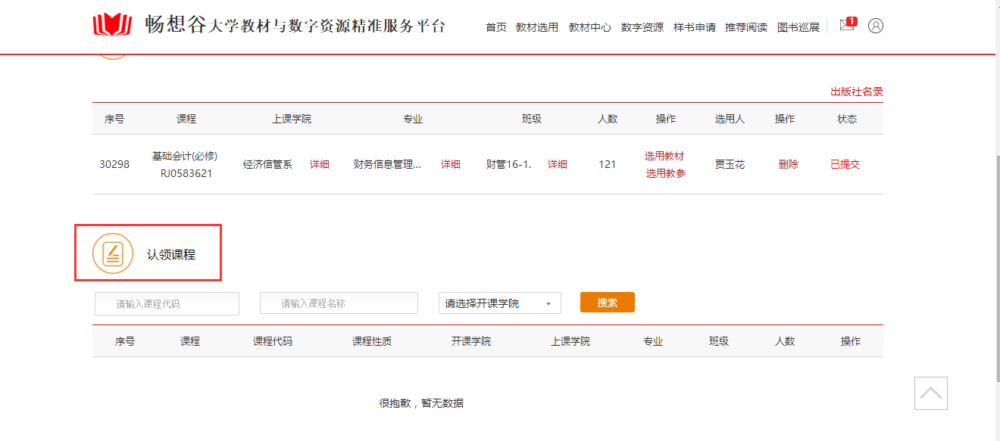 畅想谷大学教材与数字资源精准服务平台
首页 教材选用 教材中心 数字资源 样书申请 推荐阅读 图书巡展 1
出版社名录
序号 课程 上课学院 专业 班级 人数 操作 选用人 操作 状态
30298 基础会计(必修) RJ0583621 经济信管系 详细 财务信息管理... 详细 财管16-1. 详细 121 选用教材 选用教参 贾玉花 删除 已提交
认领课程
请输入课程代码 请输入课程名称 请选择开课学院 搜索
序号 课程 课程代码 课程性质 开课学院 上课学院 专业 班级 人数 操作
很抱歉，暂无数据